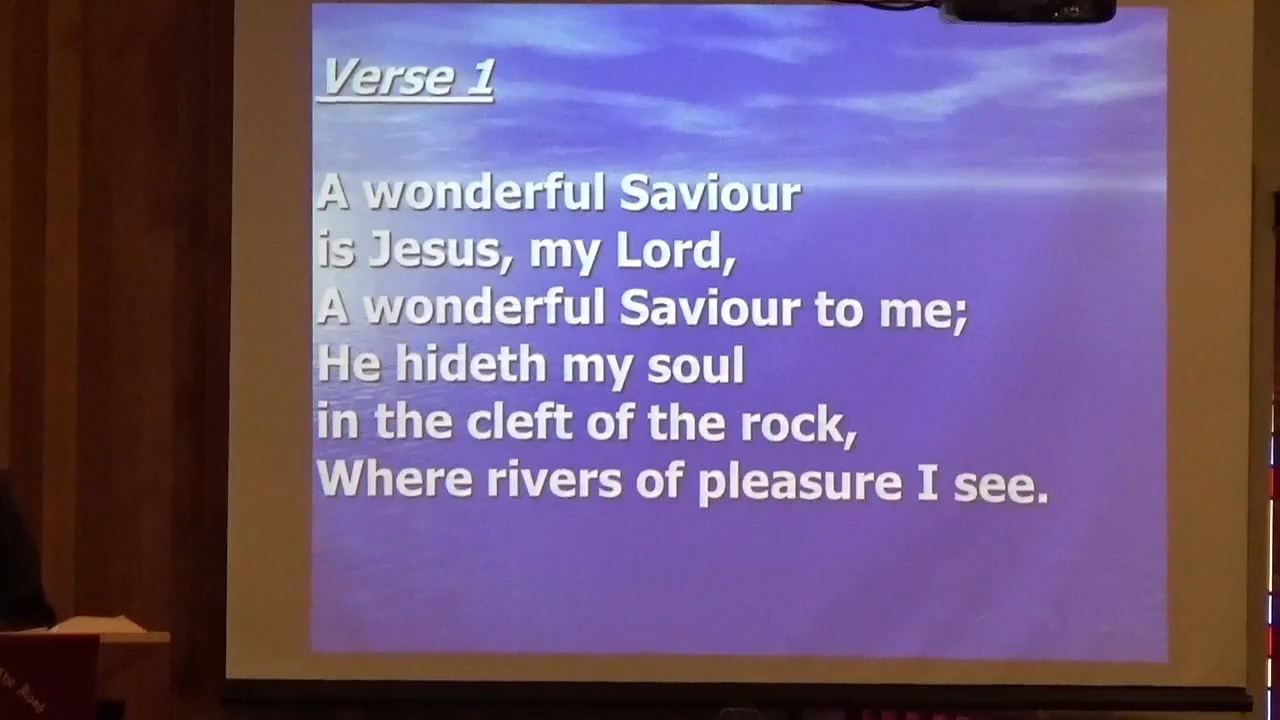 Verse 1
A wonderful Saviour
is Jesus, my Lord,
A wonderful Saviour to me;
He hideth my soul
in the cleft of the rock,
Where rivers of pleasure I see.